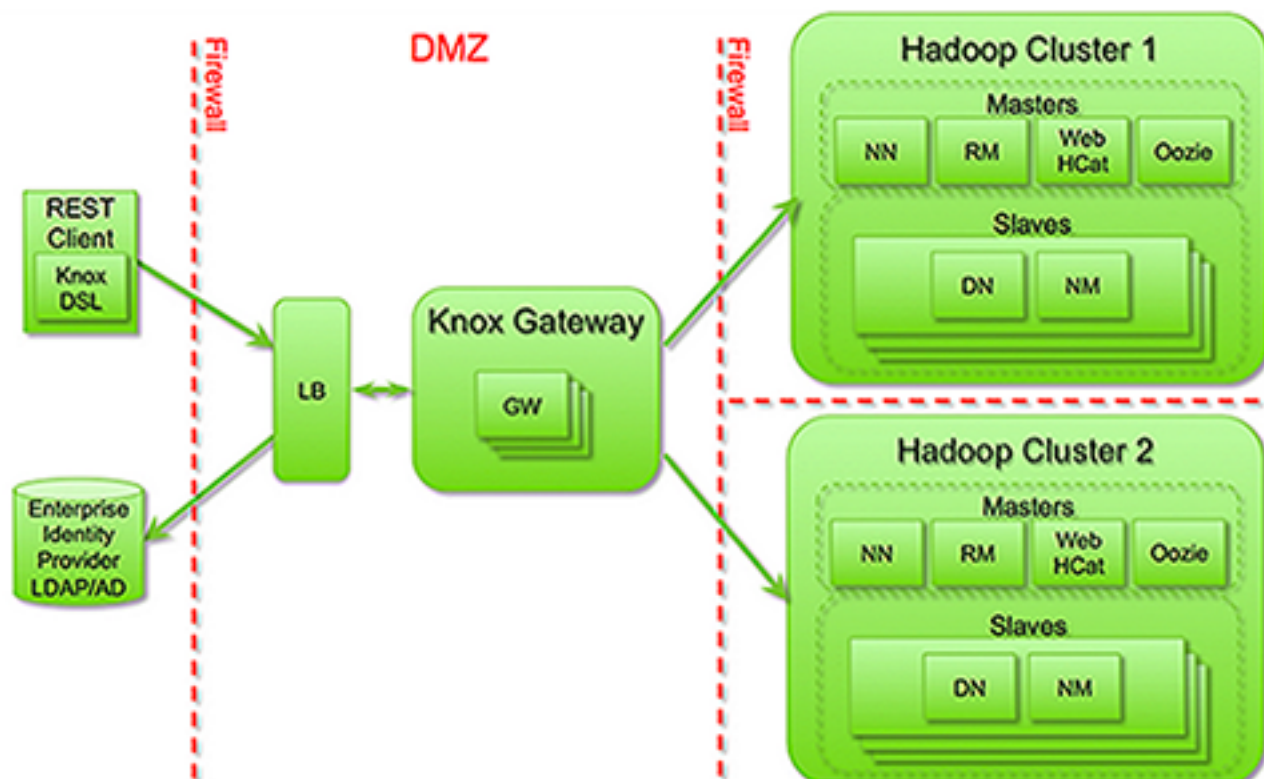 Firewall
DMZ
Firewall
REST
Client
Knox
DSL
Enterprise
Identity
Provider
LDAP/AD
LB
Knox Gateway
GW
Hadoop Cluster 1
Masters
NN
RM
Web
HCat
Oozie
Slaves
DN
NM
Hadoop Cluster 2
Masters
NN
RM
Web
HCat
Oozie
Slaves
DN
NM